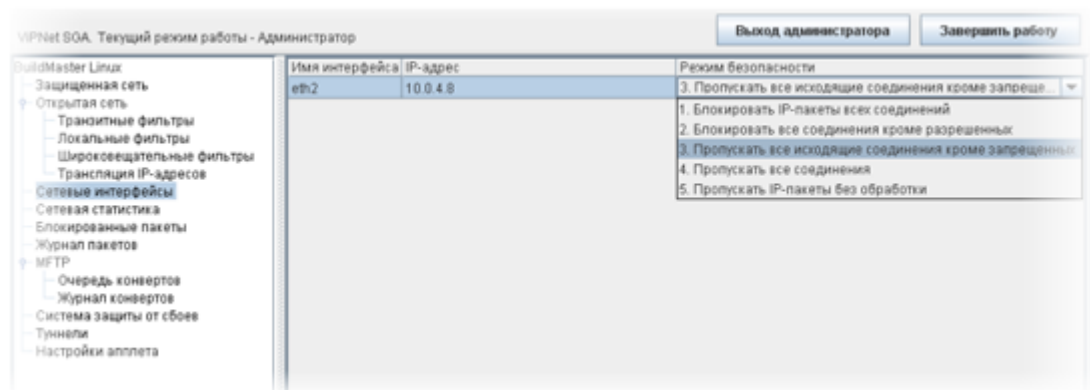 ViPNet SGA. Текущий режим работы - Администратор
Выход администратора
Завершить работу
BuildMaster Linux
Защищенная сеть
Открытая сеть
Транзитные фильтры
Локальные фильтры
Широковещательные фильтры
Трансляция IP-адресов
Сетевые интерфейсы
Сетевая статистика
Блокированные пакеты
Журнал пакетов
MFTP
Очередь конвертов
Журнал конвертов
Система защиты от сбоев
Туннели
Настройки апплета
Имя интерфейса IP-адрес Режим безопасности
eth2 10.0.4.8 3. Пропускать все исходящие соединения кроме запреще...
1. Блокировать IP-пакеты всех соединений
2. Блокировать все соединения кроме разрешенных
3. Пропускать все исходящие соединения кроме запрещенных
4. Пропускать все соединения
5. Пропускать IP-пакеты без обработки